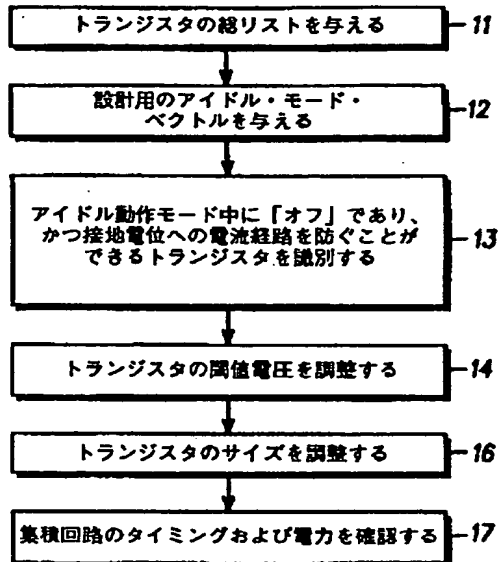 トランジスタの総リストを与える 11
設計用のアイドル・モード・
ベクトルを与える 12
アイドル動作モード中に「オフ」であり、
かつ接地電位への電流経路を防ぐことが
できるトランジスタを識別する 13
トランジスタの閾値電圧を調整する 14
トランジスタのサイズを調整する 16
集積回路のタイミングおよび電力を確認する 17